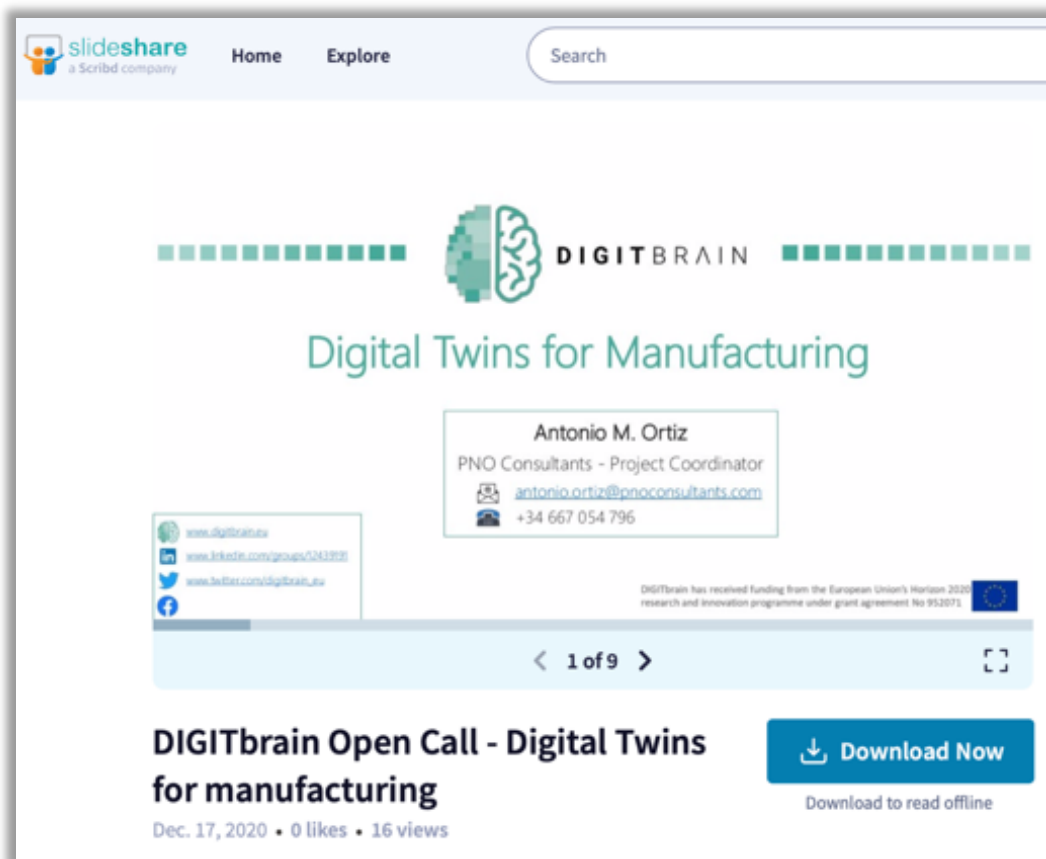 slideshare
a Scribd company
Home
Explore
Search
DIGITBRAIN
Digital Twins for Manufacturing
Antonio M. Ortiz
PNO Consultants - Project Coordinator
antonio.ortiz@pnoconsultants.com
+34 667 054 796
www.digitbrain.eu
www.linkedin.com/groups/12439191
www.twitter.com/digitbrain_eu
DIGITbrain has received funding from the European Union's Horizon 2020
research and innovation programme under grant agreement No 952071
1 of 9
DIGITbrain Open Call - Digital Twins
for manufacturing
Download Now
Download to read offline
Dec. 17, 2020 • 0 likes • 16 views